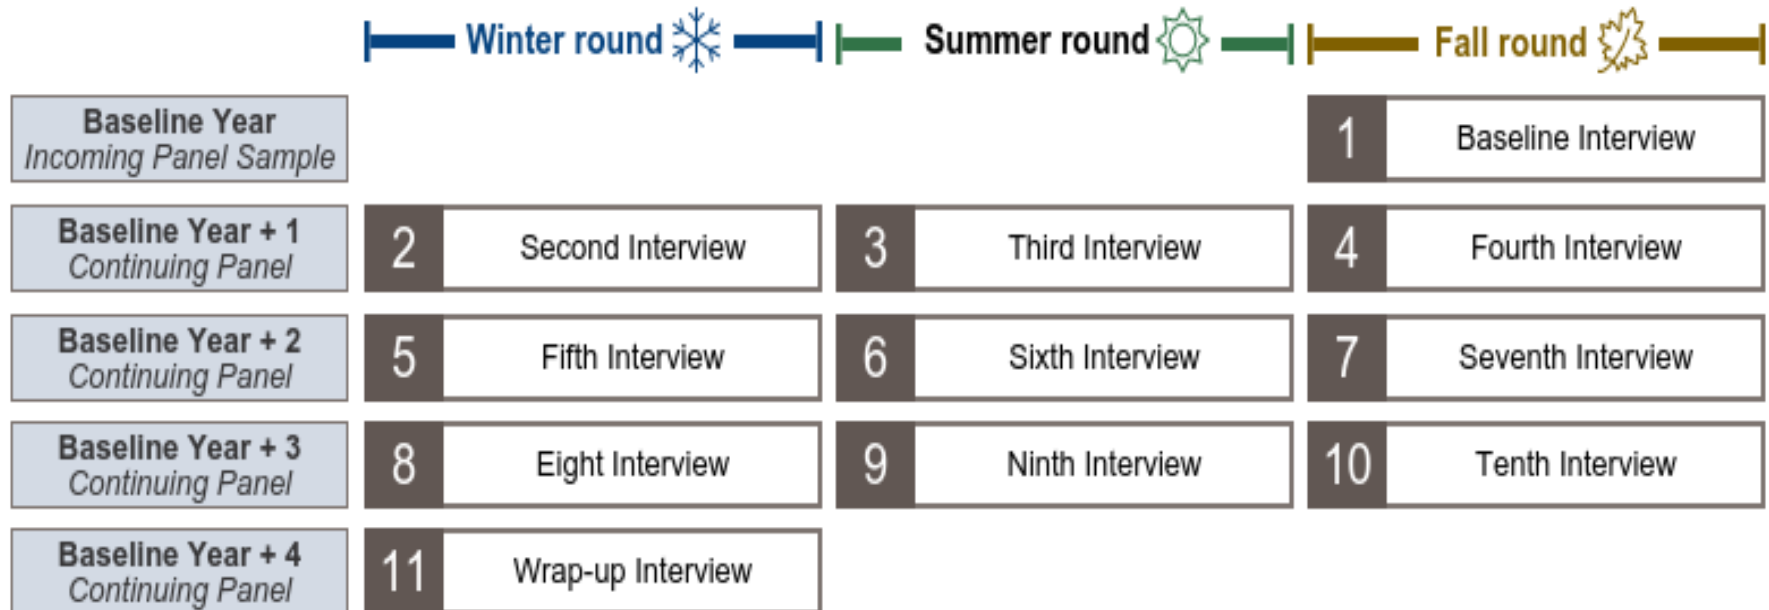 Winter round
Summer round
Fall round
Baseline Year
Incoming Panel Sample
1 Baseline Interview
Baseline Year + 1
Continuing Panel
2 Second Interview
3 Third Interview
4 Fourth Interview
Baseline Year + 2
Continuing Panel
5 Fifth Interview
6 Sixth Interview
7 Seventh Interview
Baseline Year + 3
Continuing Panel
8 Eight Interview
9 Ninth Interview
10 Tenth Interview
Baseline Year + 4
Continuing Panel
11 Wrap-up Interview